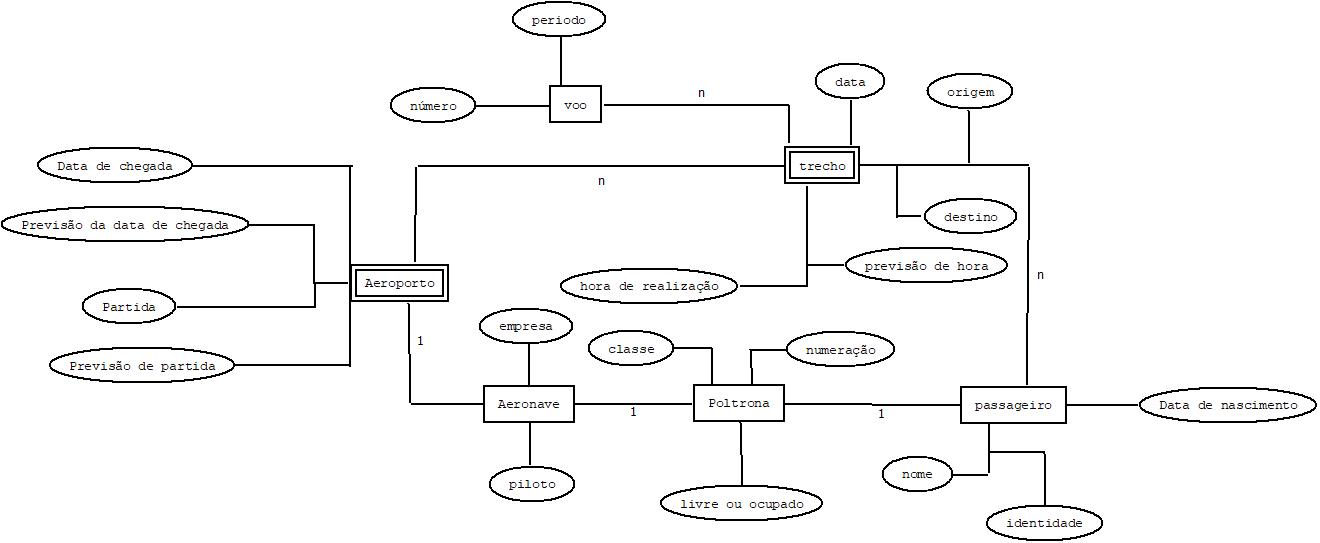 periodo
número
voo
n
data
origem
Data de chegada
trecho
n
destino
Previsão da data de chegada
previsão de hora
n
Aeroporto
hora de realização
Partida
empresa
1
classe
numeração
Previsão de partida
Aeronave
1
Poltrona
1
passageiro
Data de nascimento
piloto
nome
livre ou ocupado
identidade